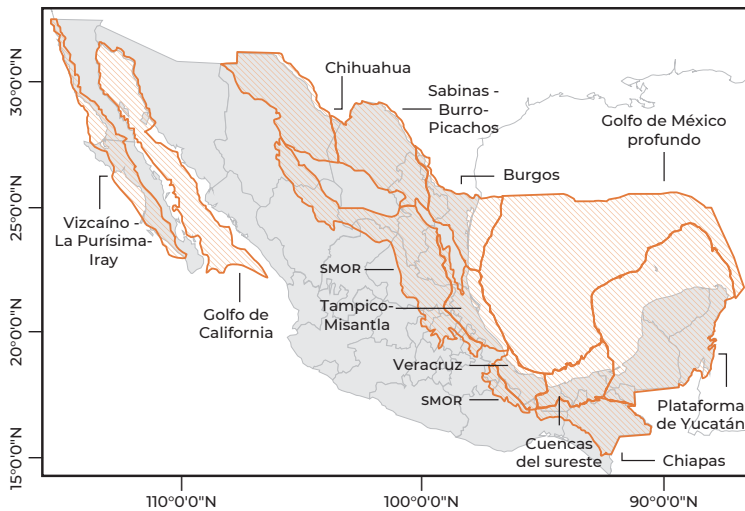 30°0'0"N
25°0'0"N
20°0'0"N
15°0'0"N
Chihuahua
Sabinas -
Burro-
Picachos
Golfo de México
profundo
Burgos
Vizcaíno -
La Purísima-
Iray
Golfo de
California
SMOR
Tampico-
Misantla
Veracruz
SMOR
Cuencas
del sureste
Plataforma
de Yucatán
Chiapas
110°0'0"N
100°0'0"N
90°0'0"N